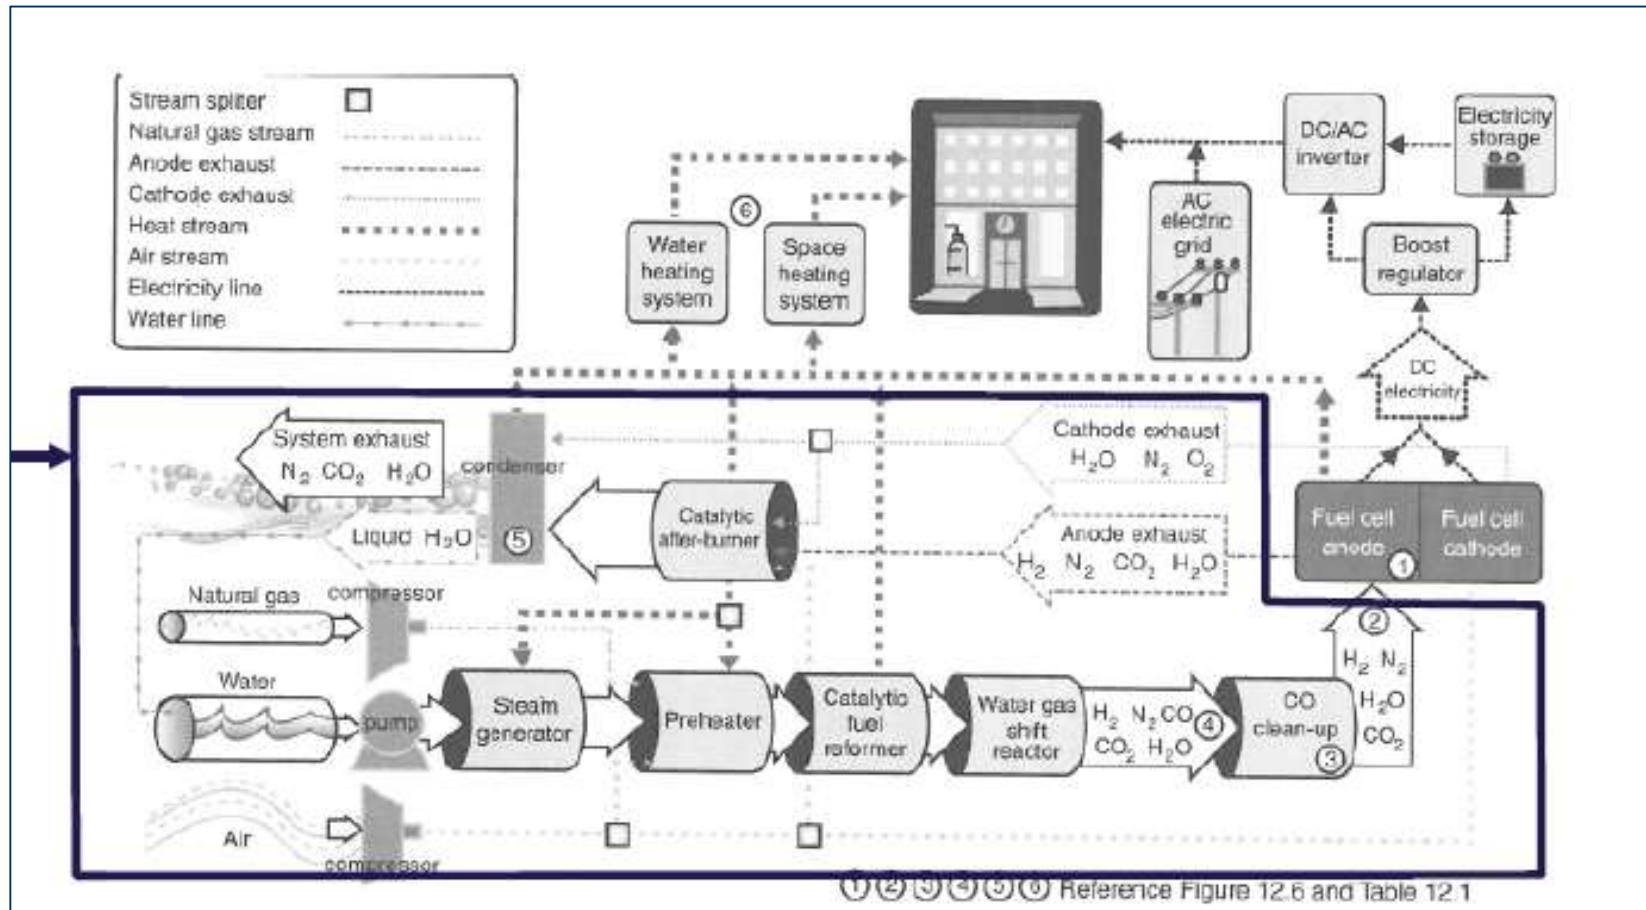 Stream spliter
Natural gas stream
Anode exhaust
Cathode exhaust
Heat stream
Air stream
Electricity line
Water line
⑥
Water
heating
system
Space
heating
system
AC
electric
grid
DC/AC
inverter
Electricity
storage
Boost
regulator
DC
electricity
System exhaust
N₂ CO₂ H₂O
condenser
Liquid H₂O
⑤
Catalytic
after-burner
Cathode exhaust
H₂O N₂ O₂
Anode exhaust
H₂ N₂ CO₂ H₂O
Fuel cell
anode
①
Fuel cell
cathode
Natural gas
compressor
Water
pump
Steam
generator
Preheater
Catalytic
fuel
reformer
Water gas
shift
reactor
H₂ N₂ CO
CO₂ H₂O
④
CO
clean-up
③
②
H₂ N₂
H₂O
CO₂
Air
compressor
① ② ③ ④ ⑤ ⑥ Reference Figure 12.6 and Table 12.1